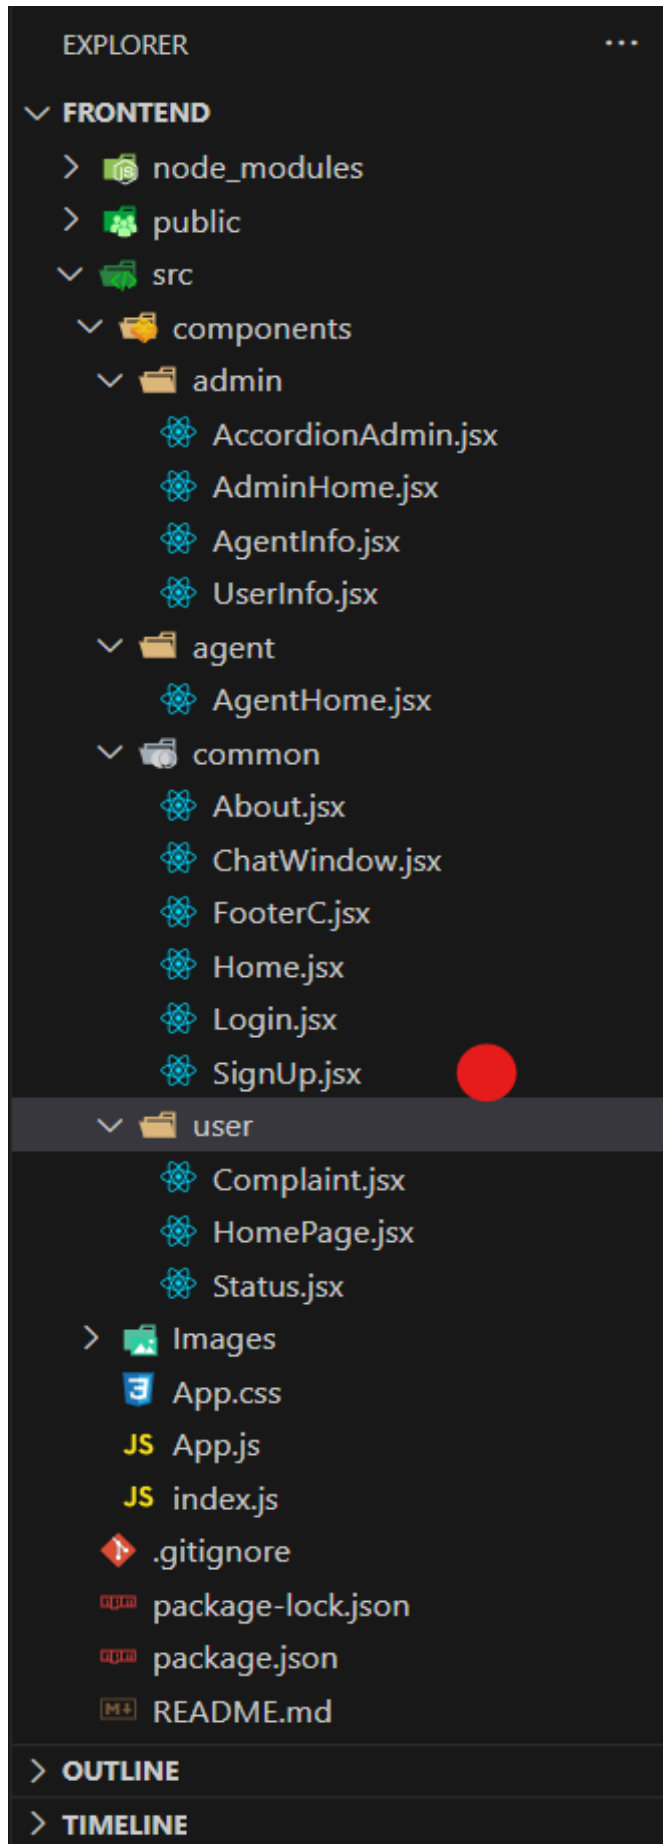 EXPLORER ...
FRONTEND
node_modules
public
src
components
admin
AccordionAdmin.jsx
AdminHome.jsx
AgentInfo.jsx
UserInfo.jsx
agent
AgentHome.jsx
common
About.jsx
ChatWindow.jsx
FooterC.jsx
Home.jsx
Login.jsx
SignUp.jsx
user
Complaint.jsx
HomePage.jsx
Status.jsx
Images
App.css
JS App.js
JS index.js
.gitignore
package-lock.json
package.json
README.md
OUTLINE
TIMELINE